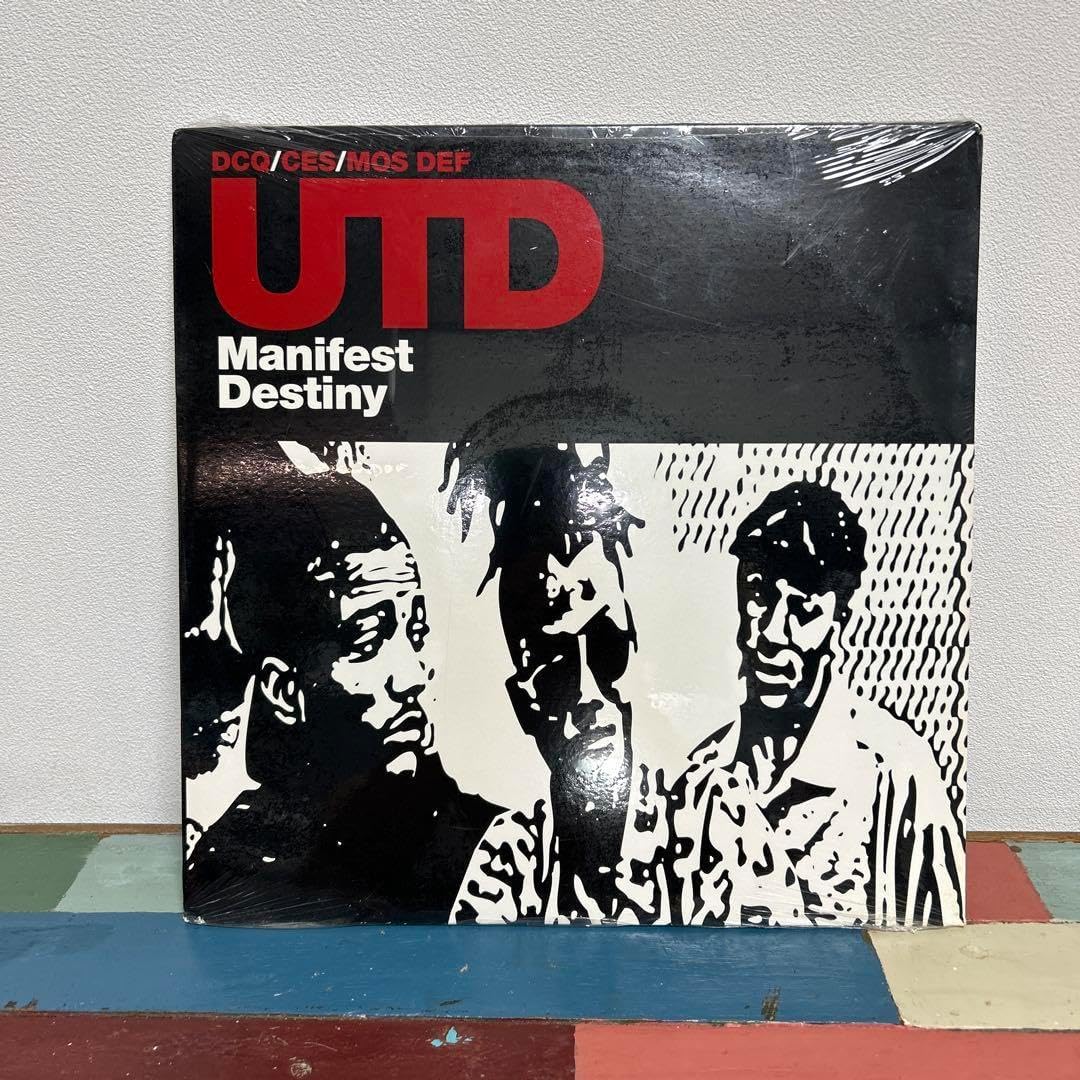 DCQ/CES/MOS DEF
UTD
Manifest
Destiny